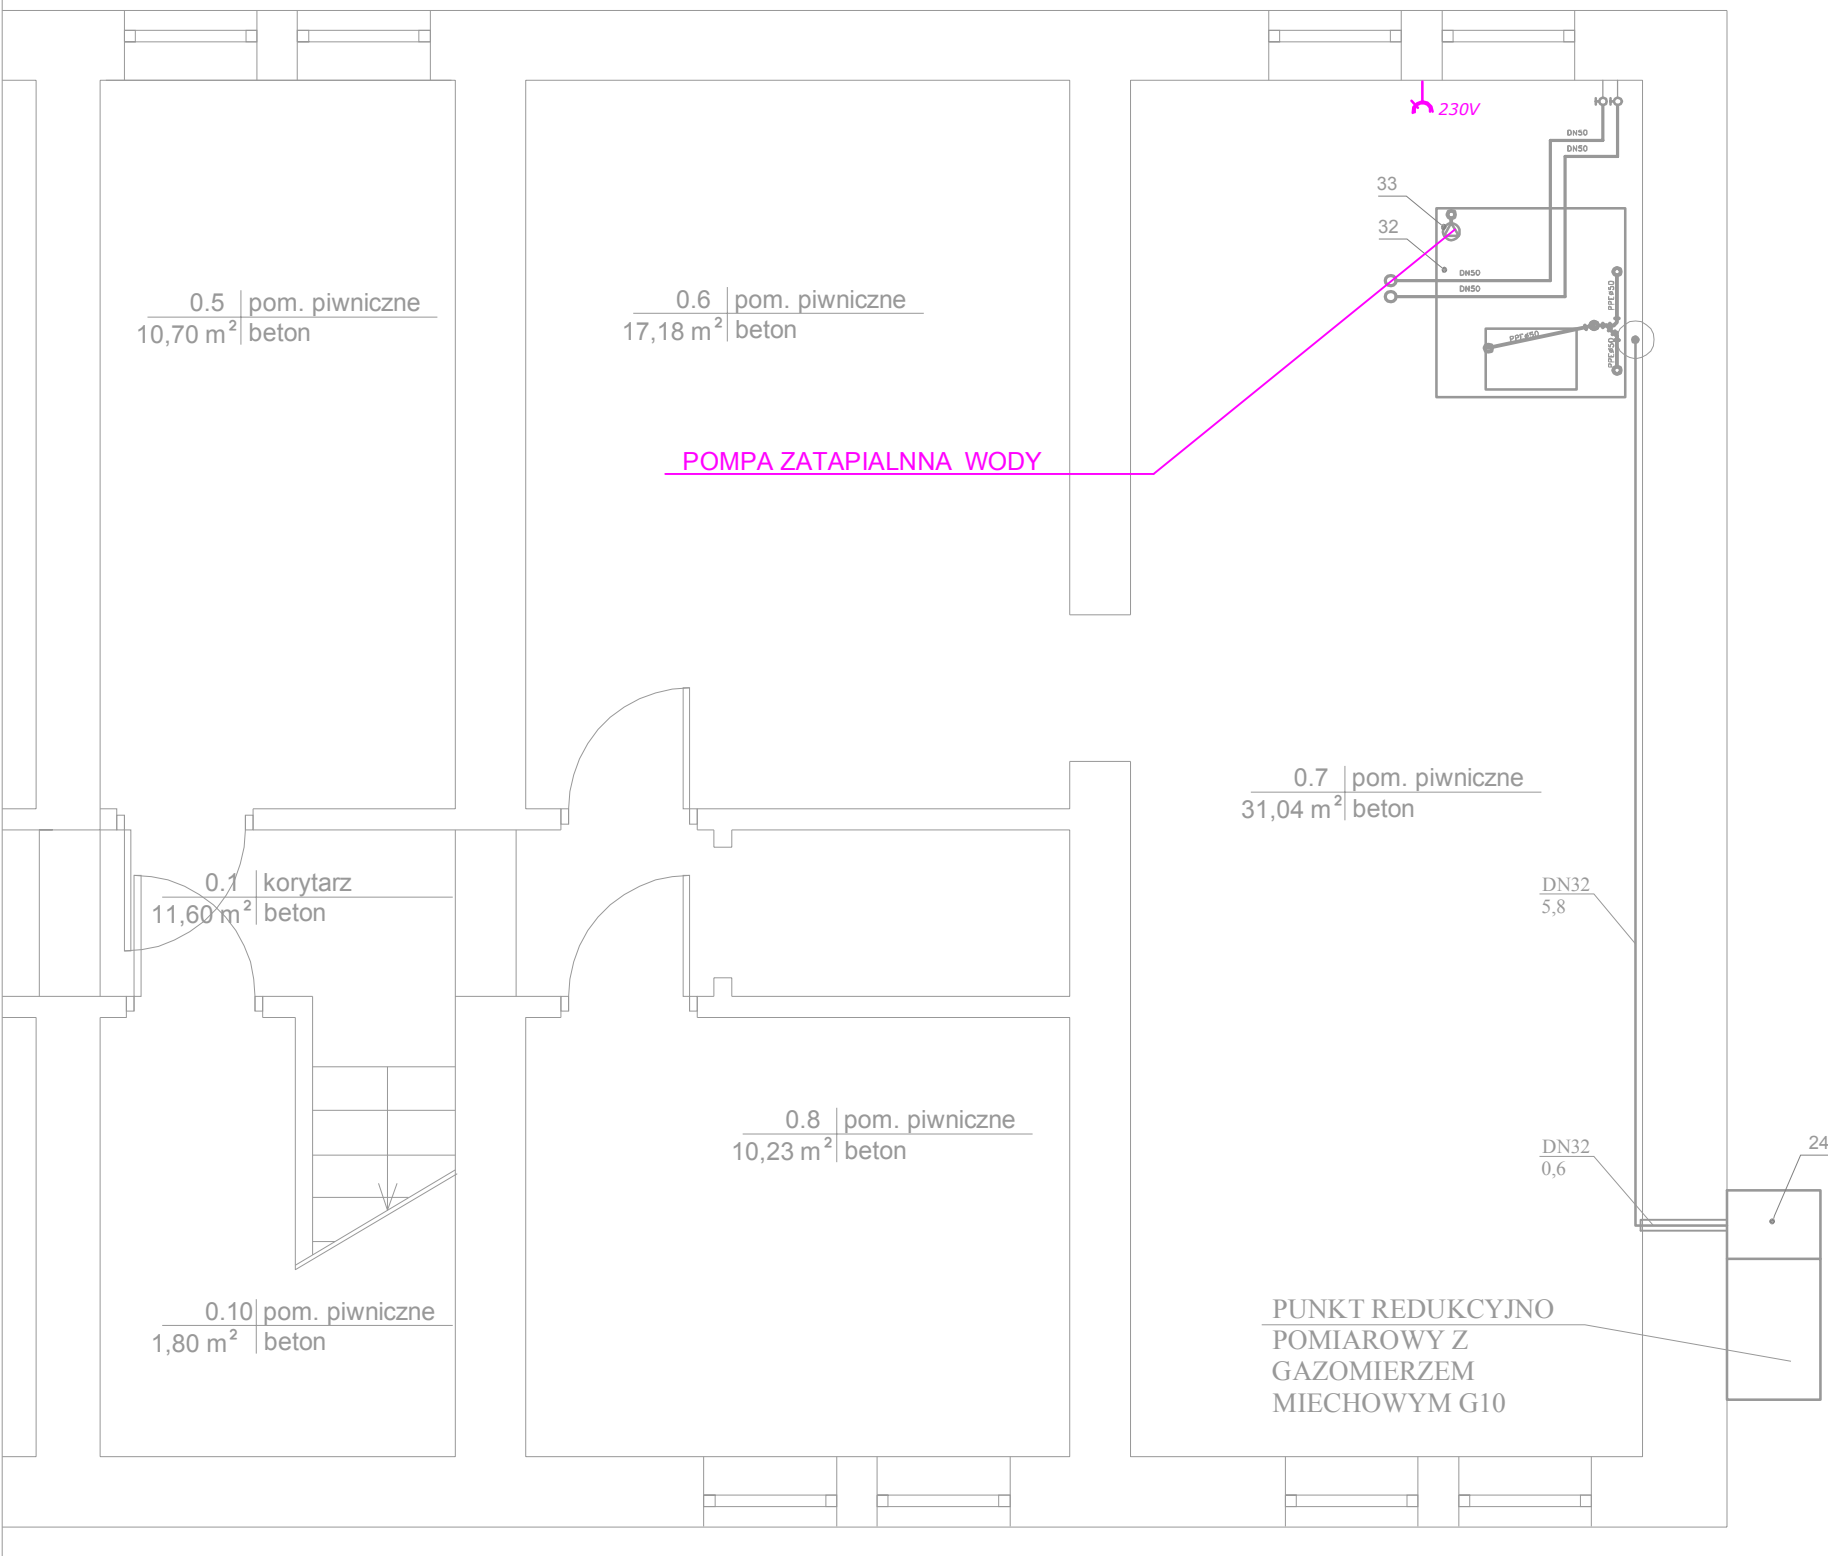 230V
DN50
DN50
33
32
DN50
DN50
PPEø50
PPEø50
PPEø50
0.5 pom. piwniczne
10,70 m² beton
0.6 pom. piwniczne
17,18 m² beton
POMPA ZATAPIALNNA WODY
0.7 pom. piwniczne
31,04 m² beton
0.1 korytarz
11,60 m² beton
DN32
5,8
0.8 pom. piwniczne
10,23 m² beton
DN32
0,6
24
0.10 pom. piwniczne
1,80 m² beton
PUNKT REDUKCYJNO
POMIAROWY Z
GAZOMIERZEM
MIECHOWYM G10